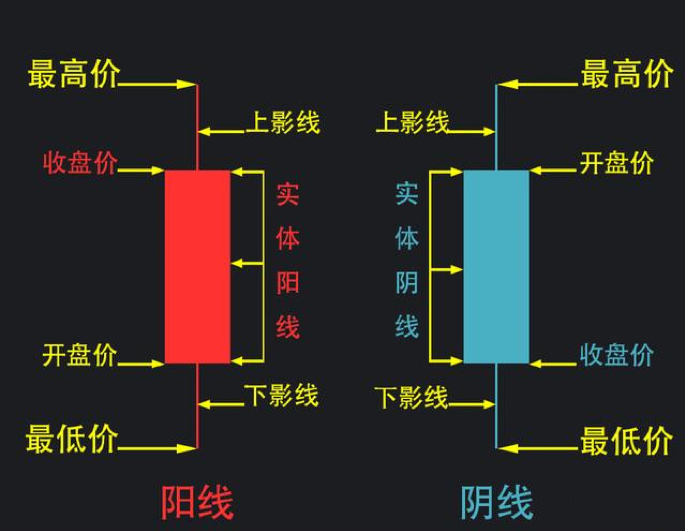 最高价
上影线
收盘价
实体阳线
开盘价
下影线
最低价
阳线
最高价
上影线
开盘价
实体阴线
收盘价
下影线
最低价
阴线